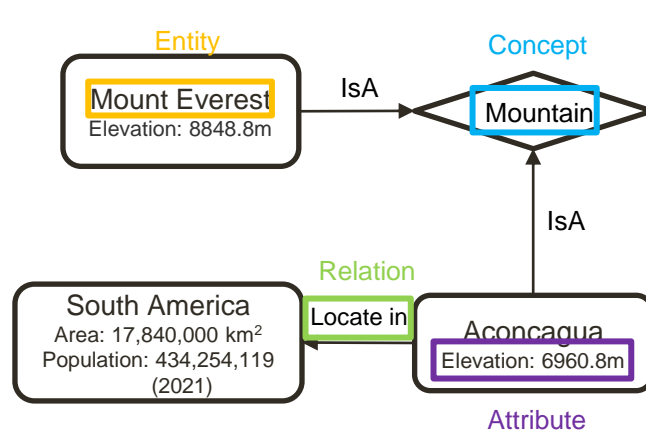 Entity
Concept
Mount Everest
Elevation: 8848.8m
IsA
Mountain
IsA
Relation
South America
Area: 17,840,000 km²
Population: 434,254,119
(2021)
Locate in
Aconcagua
Elevation: 6960.8m
Attribute